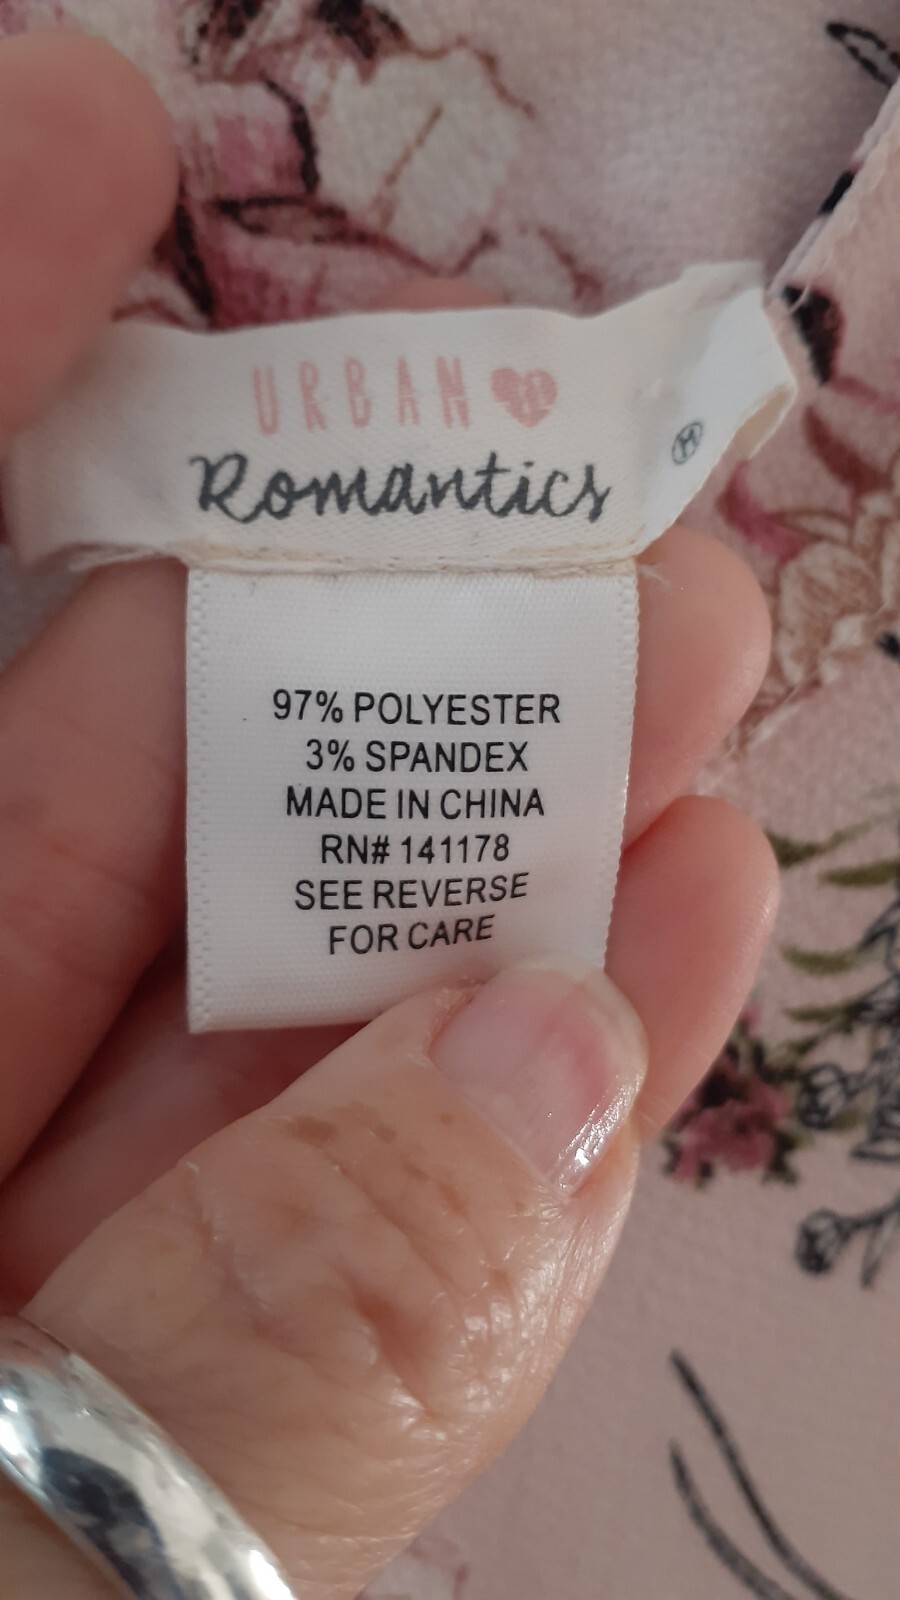 URBAN
Romantics
M
97% POLYESTER
3% SPANDEX
MADE IN CHINA
RN# 141178
SEE REVERSE
FOR CARE